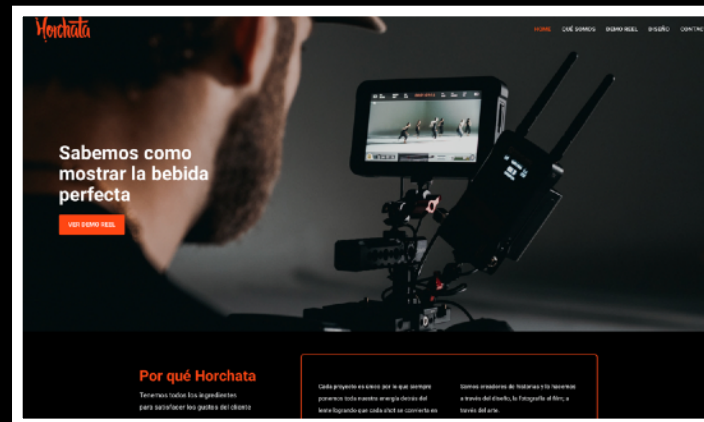 Horchata
HOME QUÉ SOMOS DEMO REEL DISEÑO CONTAC
Sabemos como
mostrar la bebida
perfecta
VER DEMO REEL
Por qué Horchata
Tenemos todos los ingredientes
para satisfacer los gustos del cliente
Cada proyecto es único por lo que siempre
ponemos toda nuestra energía detrás del
lente logrando que cada shot se convierta en
Somos creadores de historias y lo hacemos
a través del diseño, la fotografía el film; a
través del arte.